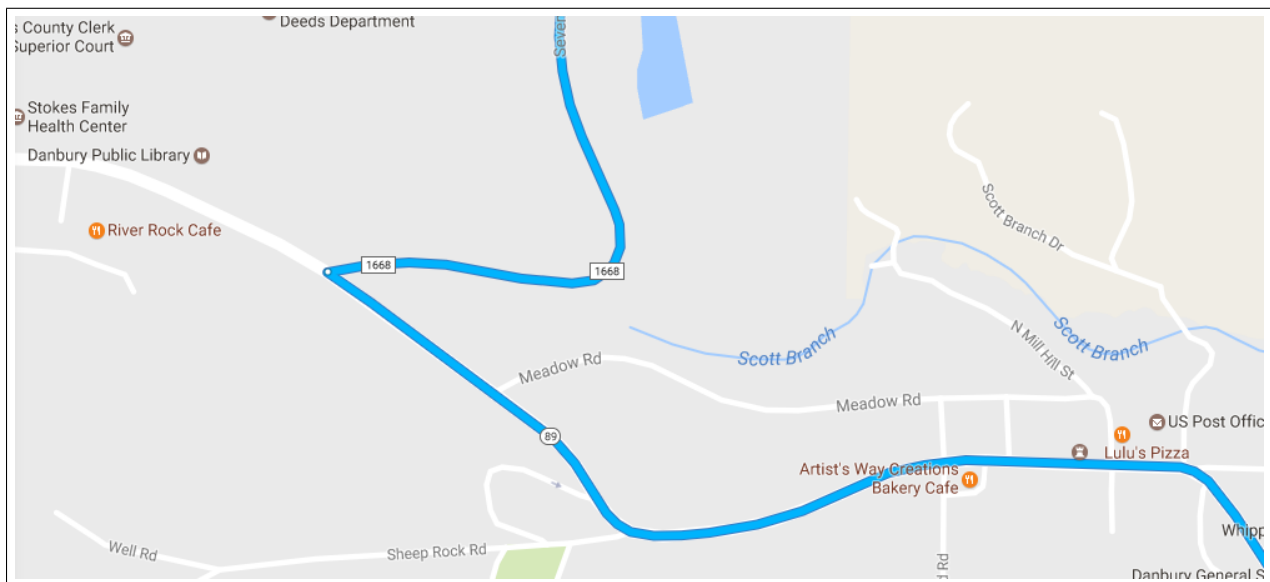 s County Clerk
Superior Court
Deeds Department
Seven
Stokes Family
Health Center
Danbury Public Library
River Rock Cafe
1668
1668
Scott Branch Dr
Scott Branch
Scott Branch
N Mill Hill St
Meadow Rd
Meadow Rd
89
US Post Offic
Lulu's Pizza
Artist's Way Creations
Bakery Cafe
Well Rd
Sheep Rock Rd
d Rd
Whipp
Danbury General S